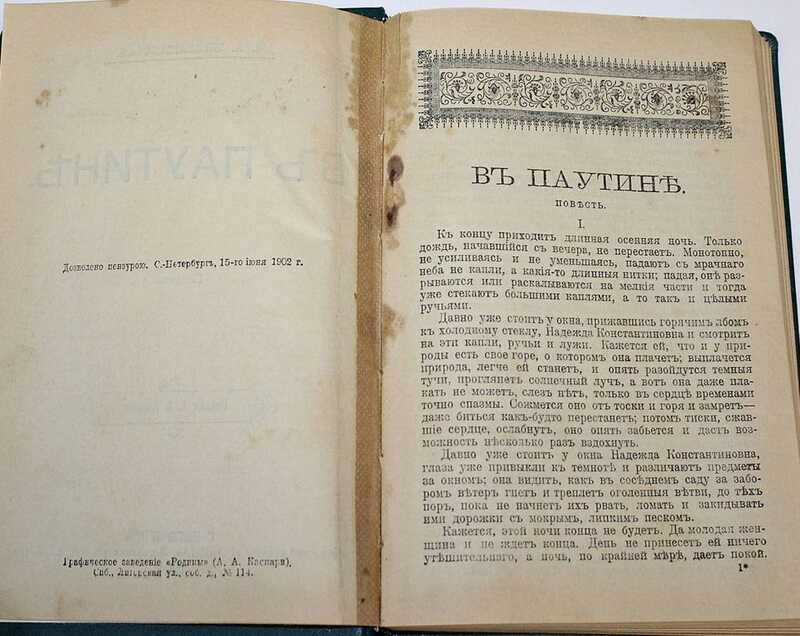 Дозволено цензурою. С.-Петербургъ, 15-го іюня 1902 г.
Графическое заведеніе «Родины» (А. А. Каспари),
Спб., Лиговская ул., соб. д., № 114.
ВЪ ПАУТИНѢ.
ПОВѢСТЬ.
I.
Къ концу приходитъ длинная осенняя ночь. Только
дождь, начавшійся съ вечера, не перестаетъ. Монотонно,
не усиливаясь и не уменьшаясь, падаютъ съ мрачнаго
неба не капли, а какія-то длинныя нитки; падая, онѣ раз-
рываются или раскалываются на мелкія части и тогда
уже стекаютъ большими каплями, а то такъ и цѣлыми
ручьями.
Давно уже стоитъ у окна, прижавшись горячимъ лбомъ
къ холодному стеклу, Надежда Константиновна и смотритъ
на эти капли, ручьи и лужи. Кажется ей, что и у при-
роды есть свое горе, о которомъ она плачетъ; выплачется
природа, легче ей станетъ, и опять разойдутся темныя
тучи, проглянетъ солнечный лучъ, а вотъ она даже пла-
кать не можетъ, слезъ нѣтъ, только въ сердцѣ временами
точно спазмы. Сожмется оно отъ тоски и горя и замретъ—
даже биться какъ-будто перестанетъ; потомъ тиски, сжав-
шіе сердце, ослабнутъ, оно опять забьется и дастъ воз-
можность нѣсколько разъ вздохнуть.
Давно уже стоитъ у окна Надежда Константиновна,
глаза уже привыкли къ темнотѣ и различаютъ предметы
за окномъ; она видитъ, какъ въ сосѣднемъ саду за забо-
ромъ вѣтеръ гнетъ и треплетъ оголенныя вѣтви, до тѣхъ
поръ, пока не начнетъ ихъ рвать, ломать и закидывать
ими дорожки съ мокрымъ, липкимъ пескомъ.
Кажется, этой ночи конца не будетъ. Да молодая жен-
щина и не ждетъ конца. День не принесетъ ей ничего
утѣшительнаго, а ночь, по крайней мѣрѣ, даетъ покой.
1*